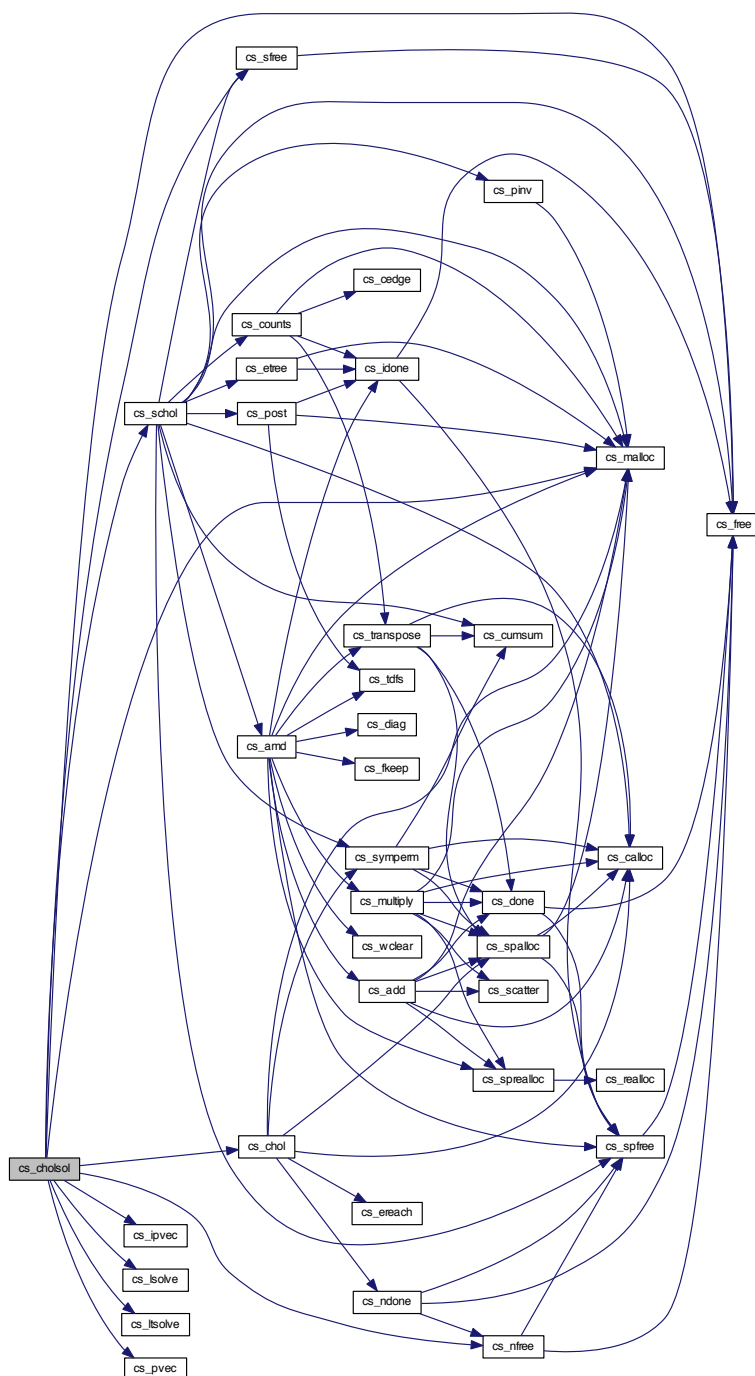 cs_sfree
cs_pinv
cs_cedge
cs_counts
cs_etree
cs_idone
cs_schol
cs_post
cs_malloc
cs_free
cs_transpose
cs_cumsum
cs_tdfs
cs_diag
cs_amd
cs_fkeep
cs_symperm
cs_calloc
cs_multiply
cs_done
cs_wclear
cs_spalloc
cs_add
cs_scatter
cs_sprealloc
cs_realloc
cs_chol
cs_spfree
cs_cholsol
cs_ereach
cs_ipvec
cs_lsolve
cs_ndone
cs_ltsolve
cs_nfree
cs_pvec